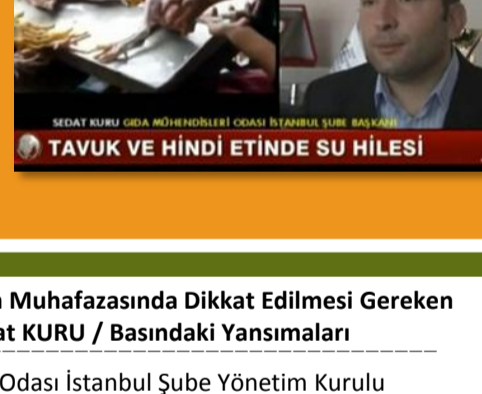 SEDAT KURU GIDA MÜHENDİSLERİ ODASI İSTANBUL ŞUBE BAŞKANI
TAVUK VE HİNDİ ETİNDE SU HİLESİ
Muhafazasında Dikkat Edilmesi Gereken
KURU / Basındaki Yansımaları
Odası İstanbul Şube Yönetim Kurulu